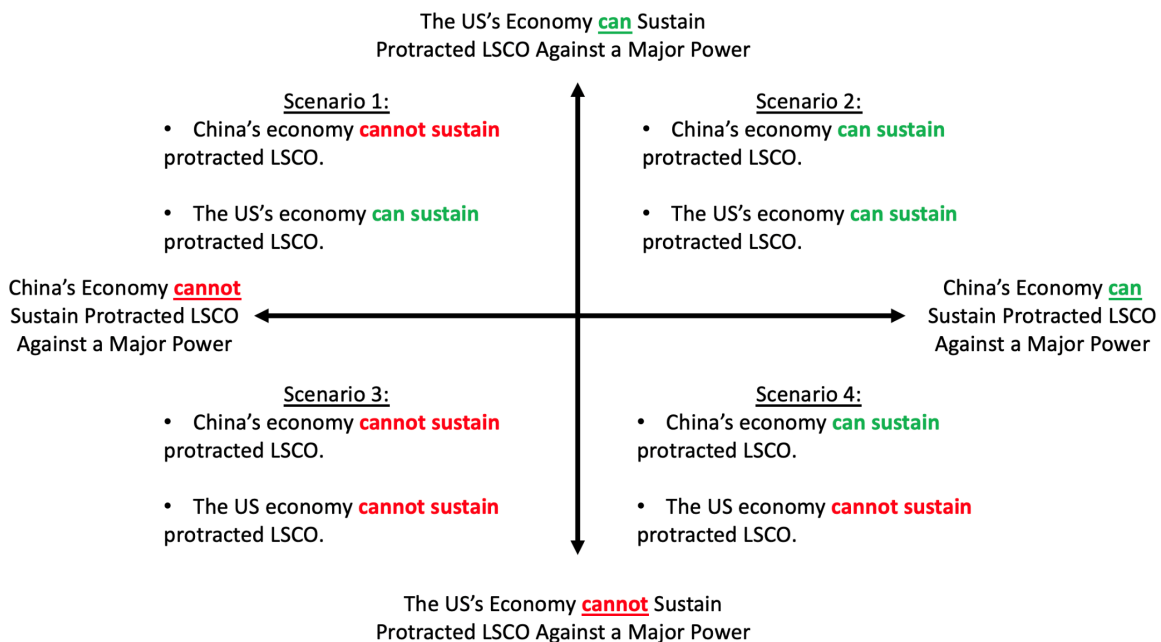 The US's Economy can Sustain
Protracted LSCO Against a Major Power
Scenario 1:
• China's economy cannot sustain
protracted LSCO.
• The US's economy can sustain
protracted LSCO.
Scenario 2:
• China's economy can sustain
protracted LSCO.
• The US's economy can sustain
protracted LSCO.
China's Economy cannot
Sustain Protracted LSCO
Against a Major Power
China's Economy can
Sustain Protracted LSCO
Against a Major Power
Scenario 3:
• China's economy cannot sustain
protracted LSCO.
• The US economy cannot sustain
protracted LSCO.
Scenario 4:
• China's economy can sustain
protracted LSCO.
• The US economy cannot sustain
protracted LSCO.
The US's Economy cannot Sustain
Protracted LSCO Against a Major Power